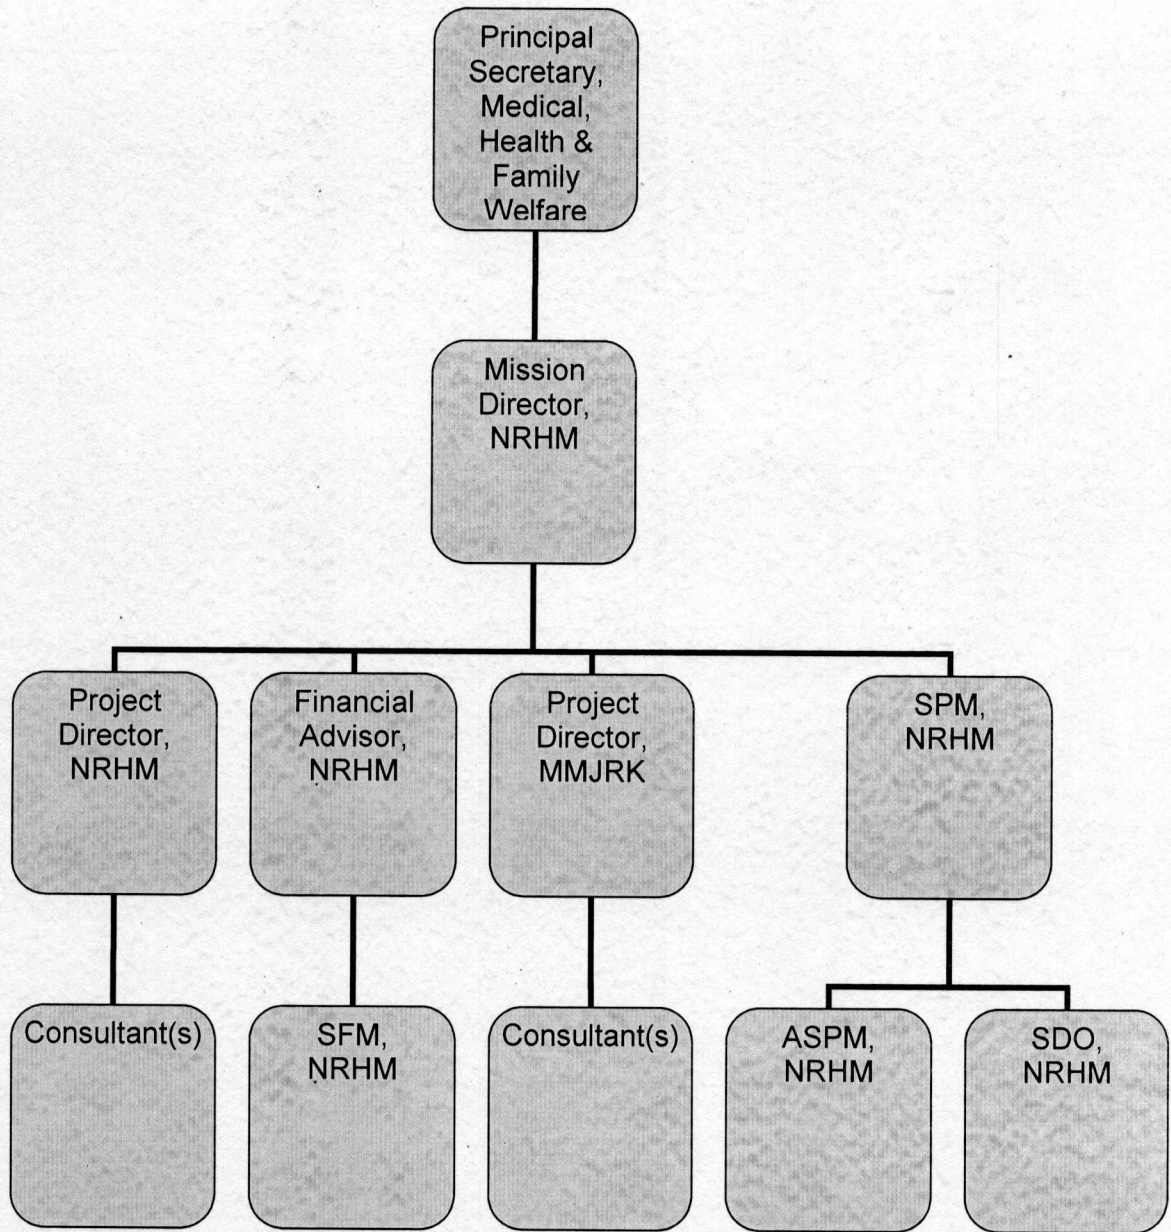 Principal
Secretary,
Medical,
Health &
Family
Welfare
Mission
Director,
NRHM
Project
Director,
NRHM
Financial
Advisor,
NRHM
Project
Director,
MMJRK
SPM,
NRHM
Consultant(s)
SFM,
NRHM
Consultant(s)
ASPM,
NRHM
SDO,
NRHM